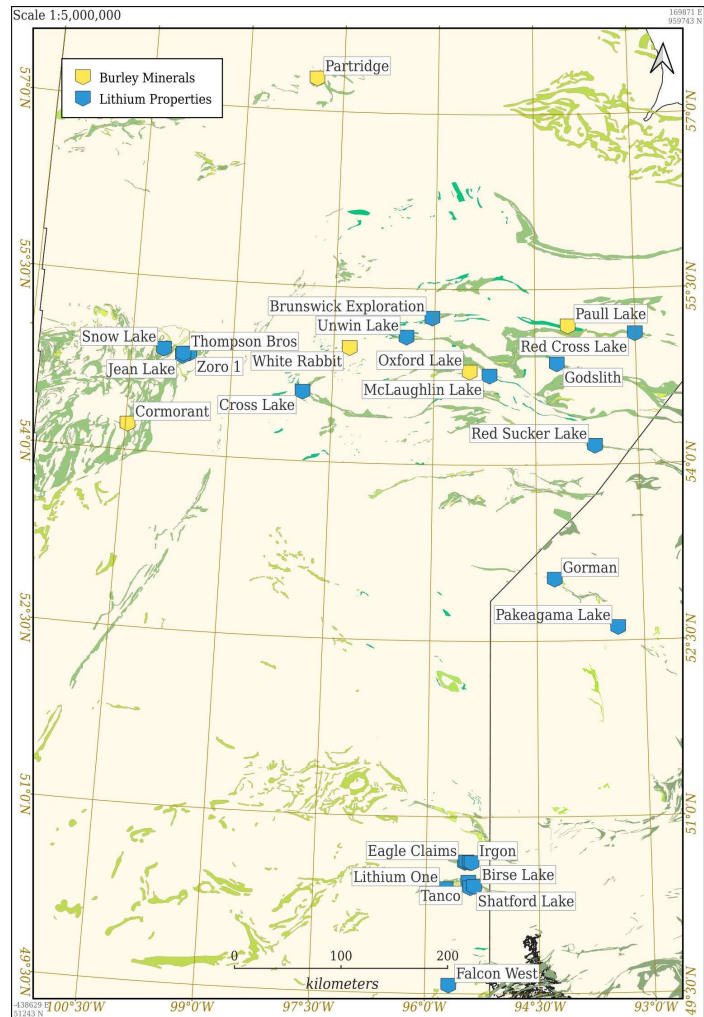 Scale 1:5,000,000
169871 E
959743 N
Partridge
Burley Minerals
Lithium Properties
57°0'N
57°0'N
55°30'N
55°30'N
Brunswick Exploration
Paull Lake
Unwin Lake
Snow Lake
Thompson Bros
White Rabbit
Oxford Lake
Red Cross Lake
Jean Lake
Zoro 1
Godslith
McLaughlin Lake
Cross Lake
Cormorant
Red Sucker Lake
54°0'N
54°0'N
Gorman
Pakeagama Lake
52°30'N
52°30'N
51°0'N
51°0'N
Eagle Claims
Irgon
Lithium One
Birse Lake
Tanco
Shatford Lake
0
100
200
kilometers
Falcon West
49°30'N
49°30'N
-438629 E
51243 N
100°30'W
99°0'W
97°30'W
96°0'W
94°30'W
93°0'W